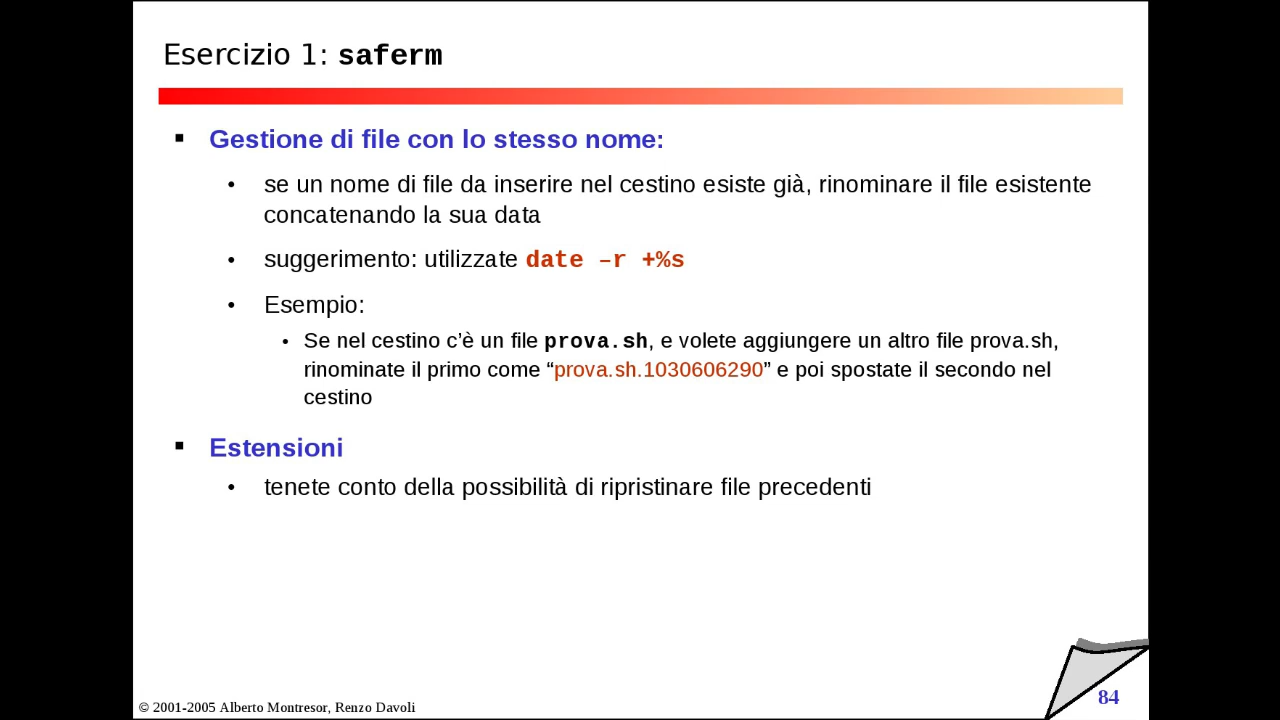 Esercizio 1: saferm
▪ Gestione di file con lo stesso nome:
• se un nome di file da inserire nel cestino esiste già, rinominare il file esistente
concatenando la sua data
• suggerimento: utilizzate date –r +%s
• Esempio:
• Se nel cestino c’è un file prova.sh, e volete aggiungere un altro file prova.sh,
rinominate il primo come “prova.sh.1030606290” e poi spostate il secondo nel
cestino
▪ Estensioni
• tenete conto della possibilità di ripristinare file precedenti
© 2001-2005 Alberto Montresor, Renzo Davoli
84